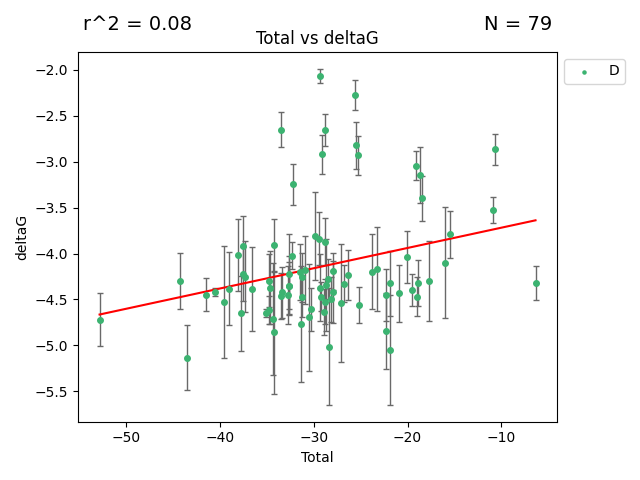 r^2 = 0.08
N = 79
Total vs deltaG
D
−2.0
−2.5
−3.0
−3.5
−4.0
−4.5
−5.0
−5.5
deltaG
−50
−40
−30
−20
−10
Total